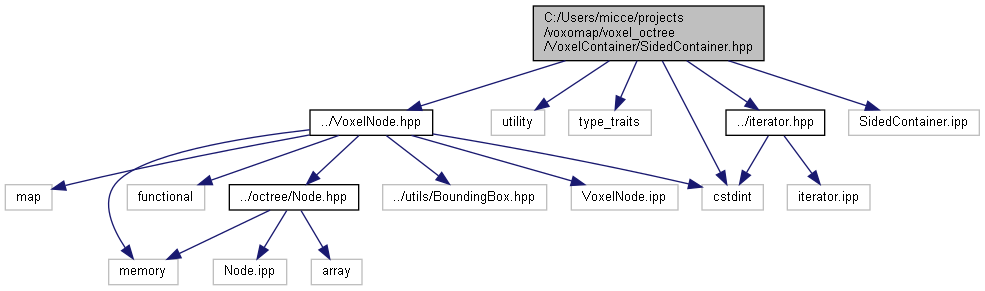 C:/Users/micce/projects
/voxomap/voxel_octree
/VoxelContainer/SidedContainer.hpp
../VoxelNode.hpp
utility
type_traits
../iterator.hpp
SidedContainer.ipp
map
functional
../octree/Node.hpp
../utils/BoundingBox.hpp
VoxelNode.ipp
cstdint
iterator.ipp
memory
Node.ipp
array